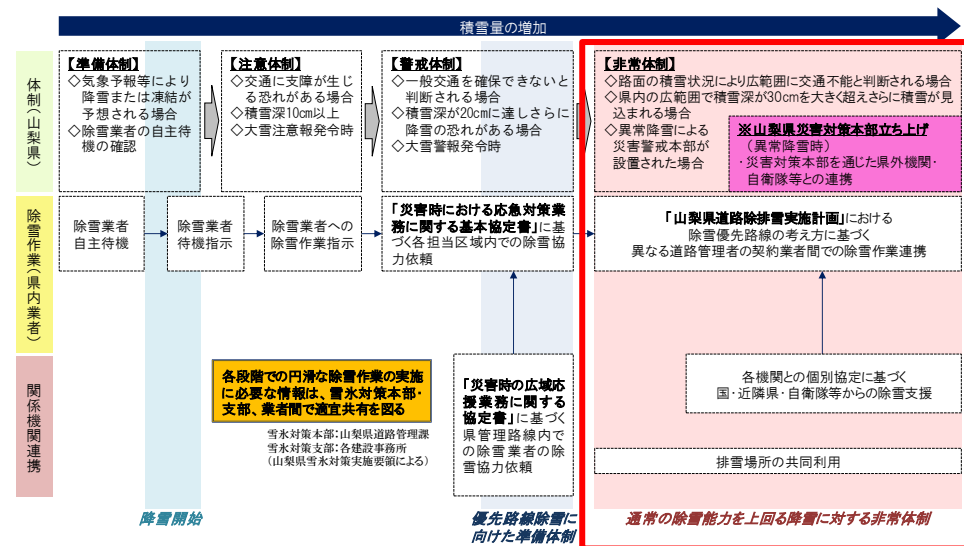 積雪量の増加
体制(山梨県)
【準備体制】
◇気象予報等により
降雪または凍結が
予想される場合
◇除雪業者の自主待
機の確認
【注意体制】
◇交通に支障が生じ
る恐れがある場合
◇積雪深10cm以上
◇大雪注意報発令時
【警戒体制】
◇一般交通を確保できないと
判断される場合
◇積雪深が20cmに達しさらに
降雪の恐れがある場合
◇大雪警報発令時
【非常体制】
◇路面の積雪状況により広範囲に交通不能と判断される場合
◇県内の広範囲で積雪深が30cmを大きく超えさらに積雪が見
込まれる場合
◇異常降雪による
災害警戒本部が
設置された場合
※山梨県災害対策本部立ち上げ
(異常降雪時)
・災害対策本部を通じた県外機関・
自衛隊等との連携
除雪作業(県内業者)
除雪業者
自主待機
除雪業者
待機指示
除雪業者への
除雪作業指示
「災害時における応急対策業
務に関する基本協定書」に基
づく各担当区域内での除雪協
力依頼
「山梨県道路除排雪実施計画」における
除雪優先路線の考え方に基づく
異なる道路管理者の契約業者間での除雪作業連携
関係機関連携
各段階での円滑な除雪作業の実施
に必要な情報は、雪氷対策本部・
支部、業者間で適宜共有を図る
雪氷対策本部:山梨県道路管理課
雪氷対策支部:各建設事務所
(山梨県雪氷対策実施要領による)
「災害時の広域応
援業務に関する
協定書」に基づく
県管理路線内で
の除雪業者の除
雪協力依頼
各機関との個別協定に基づく
国・近隣県・自衛隊等からの除雪支援
排雪場所の共同利用
降雪開始
優先路線除雪に
向けた準備体制
通常の除雪能力を上回る降雪に対する非常体制